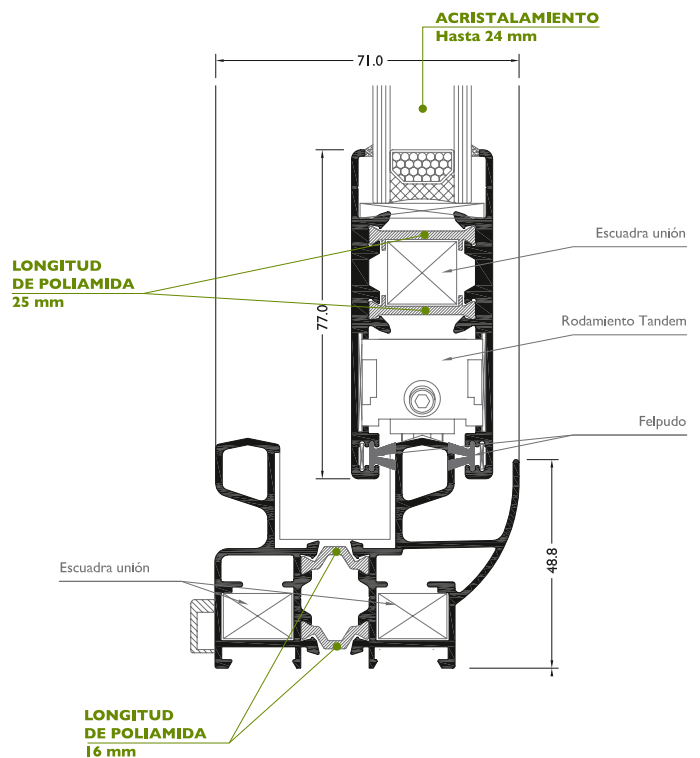 ACRISTALAMIENTO
Hasta 24 mm
71.0
Escuadra unión
LONGITUD
DE POLIAMIDA
25 mm
77.0
Rodamiento Tandem
Felpudo
48.8
Escuadra unión
LONGITUD
DE POLIAMIDA
16 mm